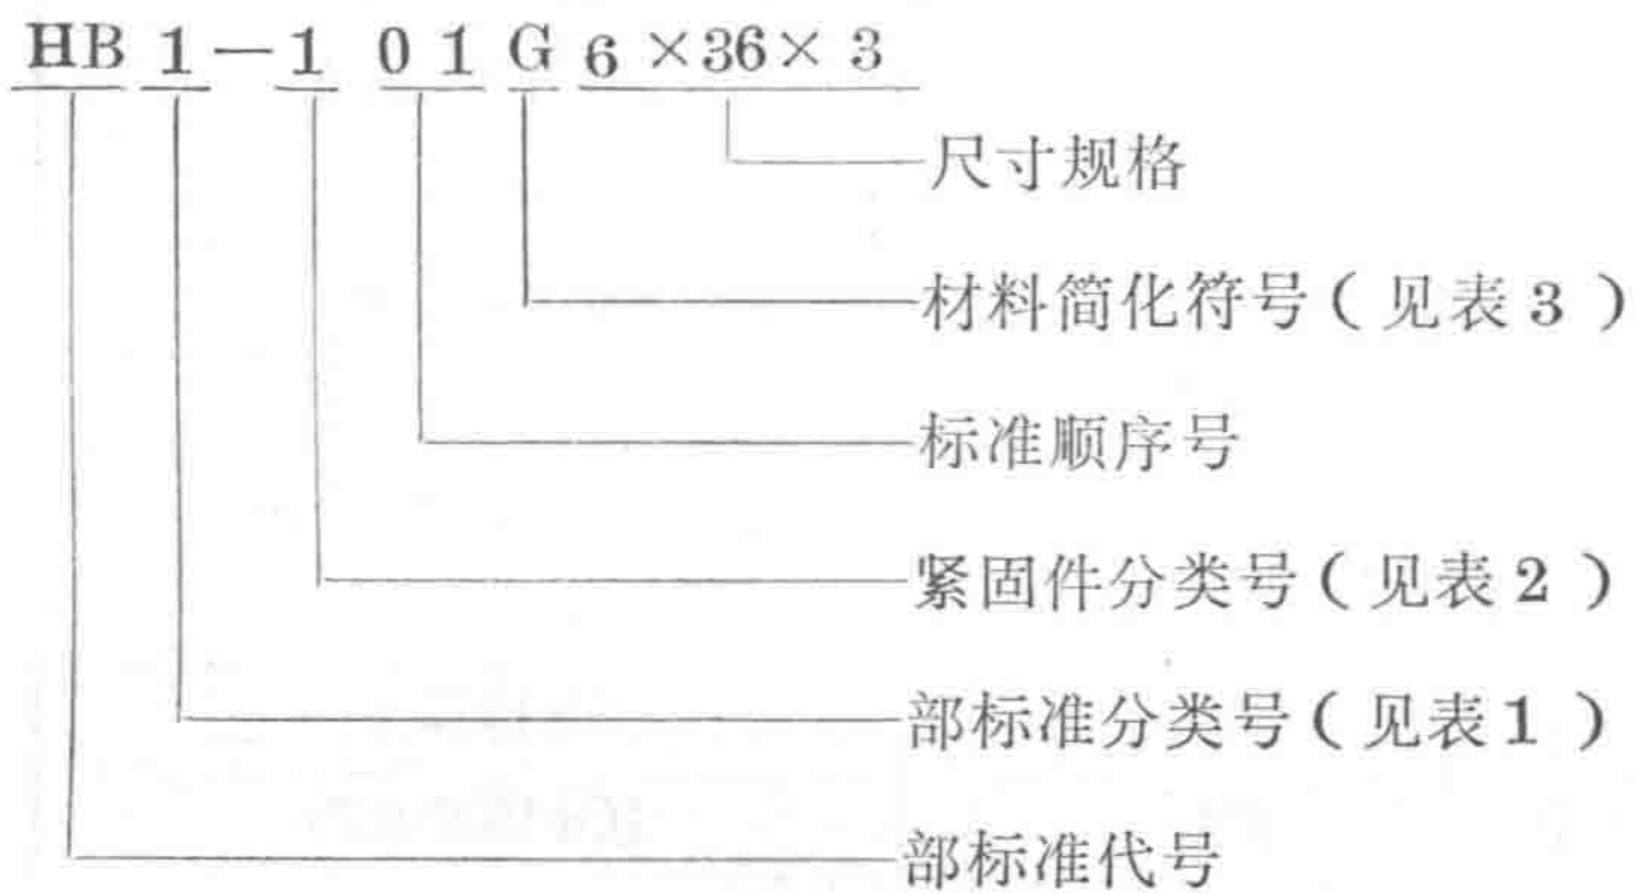 HB 1-1 01 G 6×36×3
尺寸规格
材料简化符号(见表3)
标准顺序号
紧固件分类号(见表2)
部标准分类号(见表1)
部标准代号